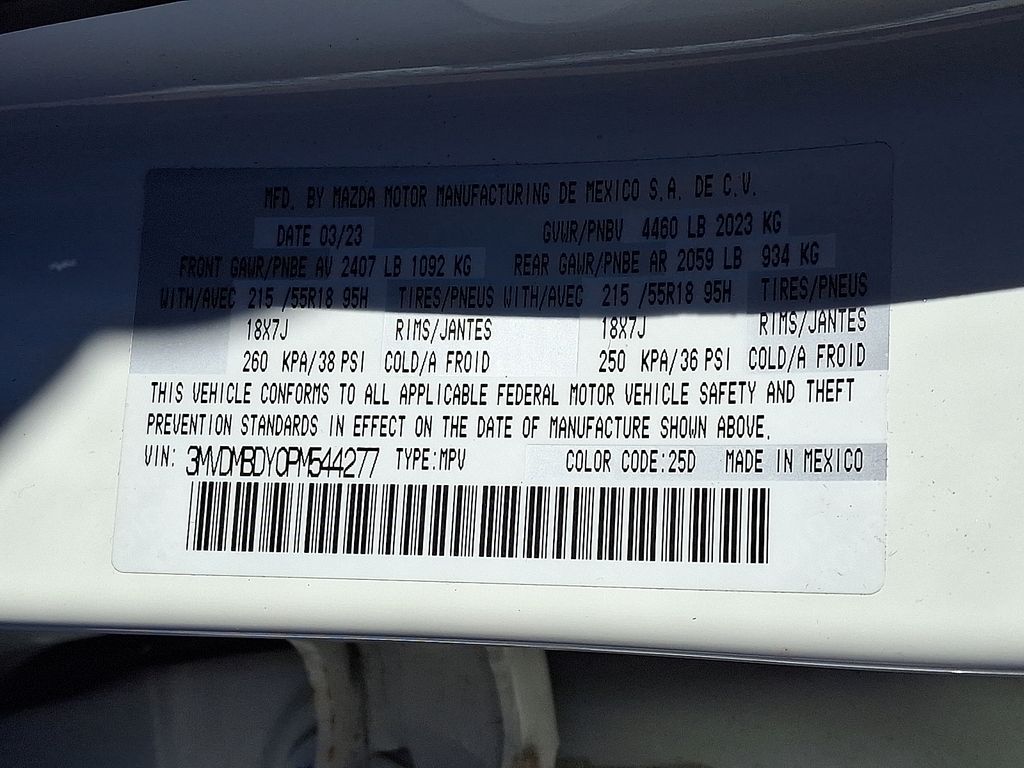 MFD. BY MAZDA MOTOR MANUFACTURING DE MEXICO S.A. DE C.V.
DATE 03/23 GVWR/PNBV 4460 LB 2023 KG
FRONT GAWR/PNBE AV 2407 LB 1092 KG REAR GAWR/PNBE AR 2059 LB 934 KG
WITH/AVEC 215 /55R18 95H TIRES/PNEUS WITH/AVEC 215 /55R18 95H TIRES/PNEUS
18X7J RIMS/JANTES 18X7J RIMS/JANTES
260 KPA/38 PSI COLD/A FROID 250 KPA/36 PSI COLD/A FROID
THIS VEHICLE CONFORMS TO ALL APPLICABLE FEDERAL MOTOR VEHICLE SAFETY AND THEFT
PREVENTION STANDARDS IN EFFECT ON THE DATE OF MANUFACTURE SHOWN ABOVE.
VIN: 3MVDMBDY0PM544277 TYPE:MPV COLOR CODE:25D MADE IN MEXICO